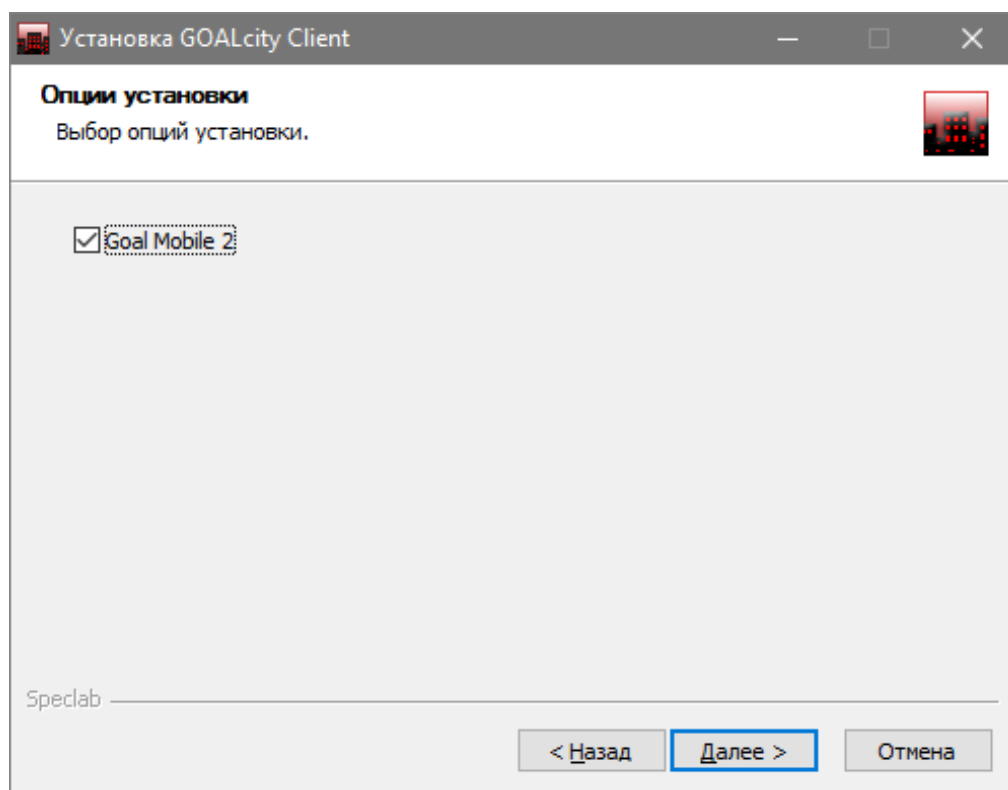 Установка GOALcity Client
Опции установки
Выбор опций установки.
Goal Mobile 2
Speclab
< Назад
Далее >
Отмена